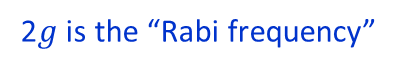 2g is the “Rabi frequency”